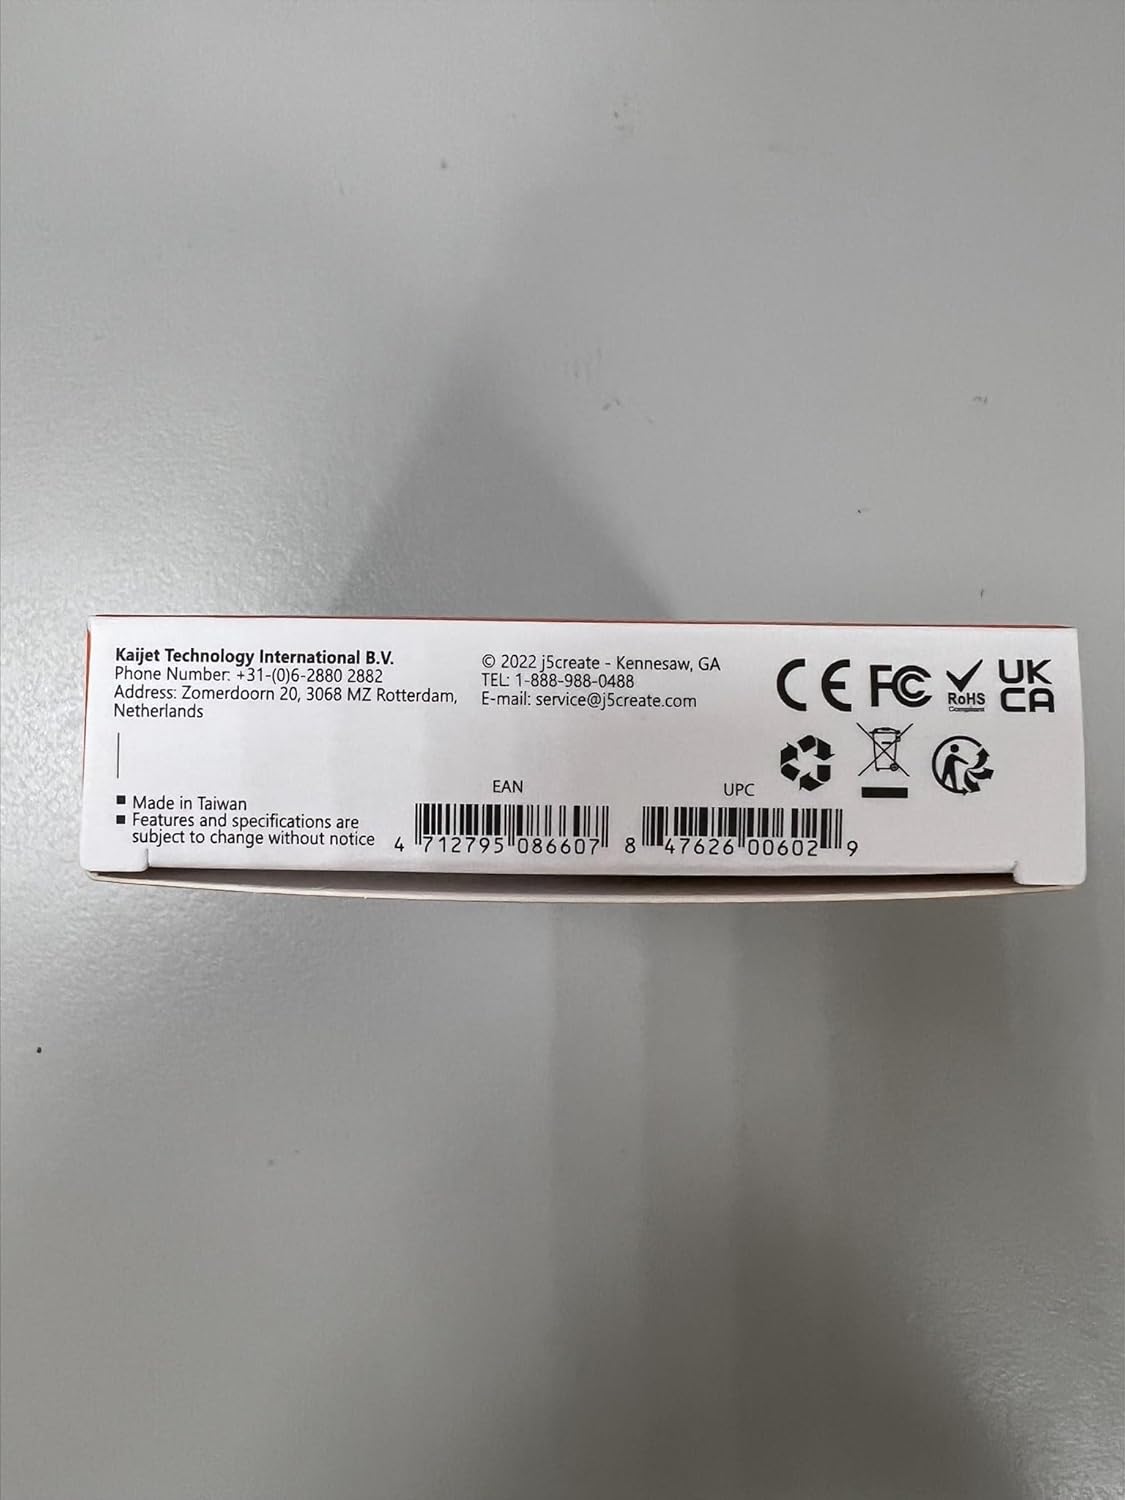 Kaijet Technology International B.V.
Phone Number: +31-(0)6-2880 2882
Address: Zomerdoorn 20, 3068 MZ Rotterdam,
Netherlands
■ Made in Taiwan
■ Features and specifications are
subject to change without notice
© 2022 j5create - Kennesaw, GA
TEL: 1-888-988-0488
E-mail: service@j5create.com
EAN
4 712795 086607
UPC
8 47626 00602 9
CE FC RoHS
Compliant
UK
CA